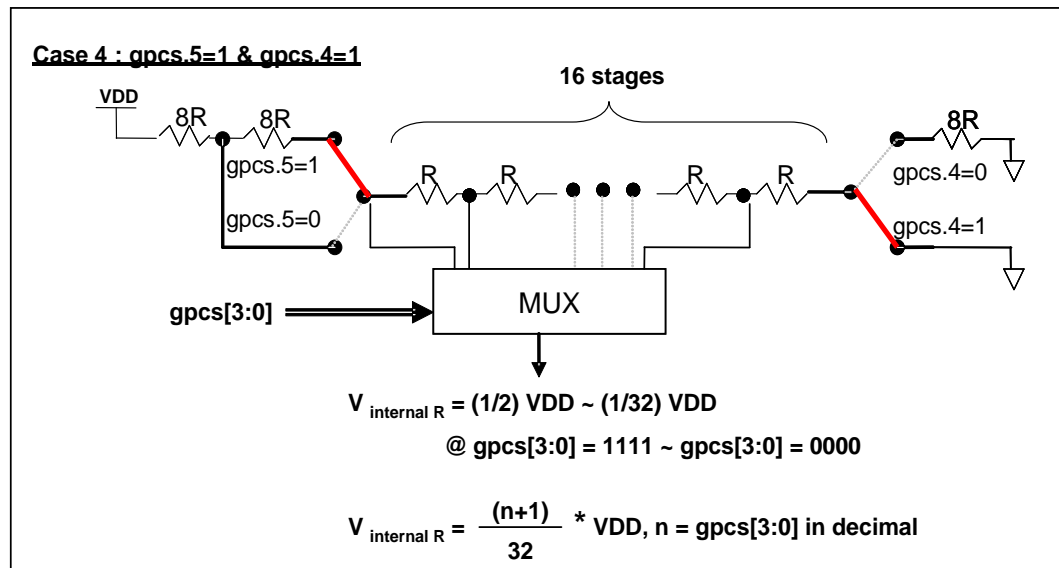 Case 4 : gpcs.5=1 & gpcs.4=1
16 stages
VDD
8R
8R
8R
gpcs.5=1
gpcs.4=0
R
R
R
R
gpcs.5=0
gpcs.4=1
MUX
gpcs[3:0]
V internal R = (1/2) VDD ~ (1/32) VDD
@ gpcs[3:0] = 1111 ~ gpcs[3:0] = 0000
V internal R = (n+1) / 32 * VDD, n = gpcs[3:0] in decimal